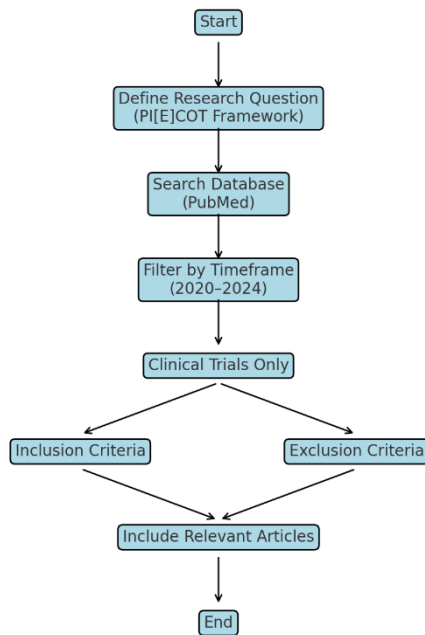 Start
Define Research Question
(PI[E]COT Framework)
Search Database
(PubMed)
Filter by Timeframe
(2020–2024)
Clinical Trials Only
Inclusion Criteria
Exclusion Criteria
Include Relevant Articles
End